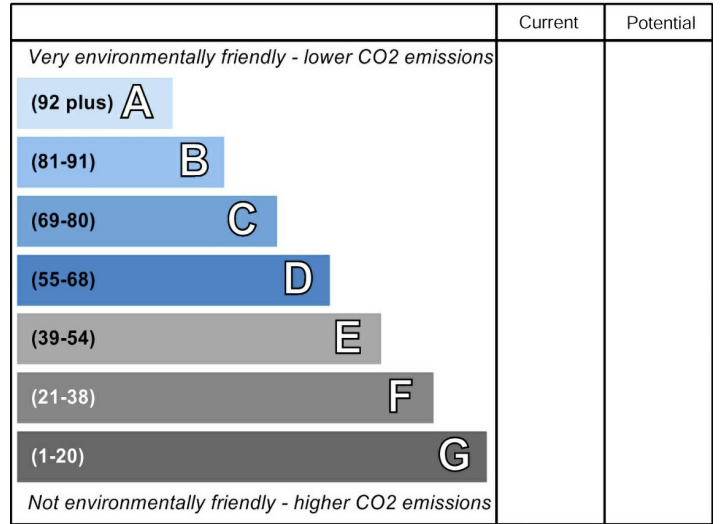 Current Potential
Very environmentally friendly - lower CO2 emissions
(92 plus) A
(81-91) B
(69-80) C
(55-68) D
(39-54) E
(21-38) F
(1-20) G
Not environmentally friendly - higher CO2 emissions